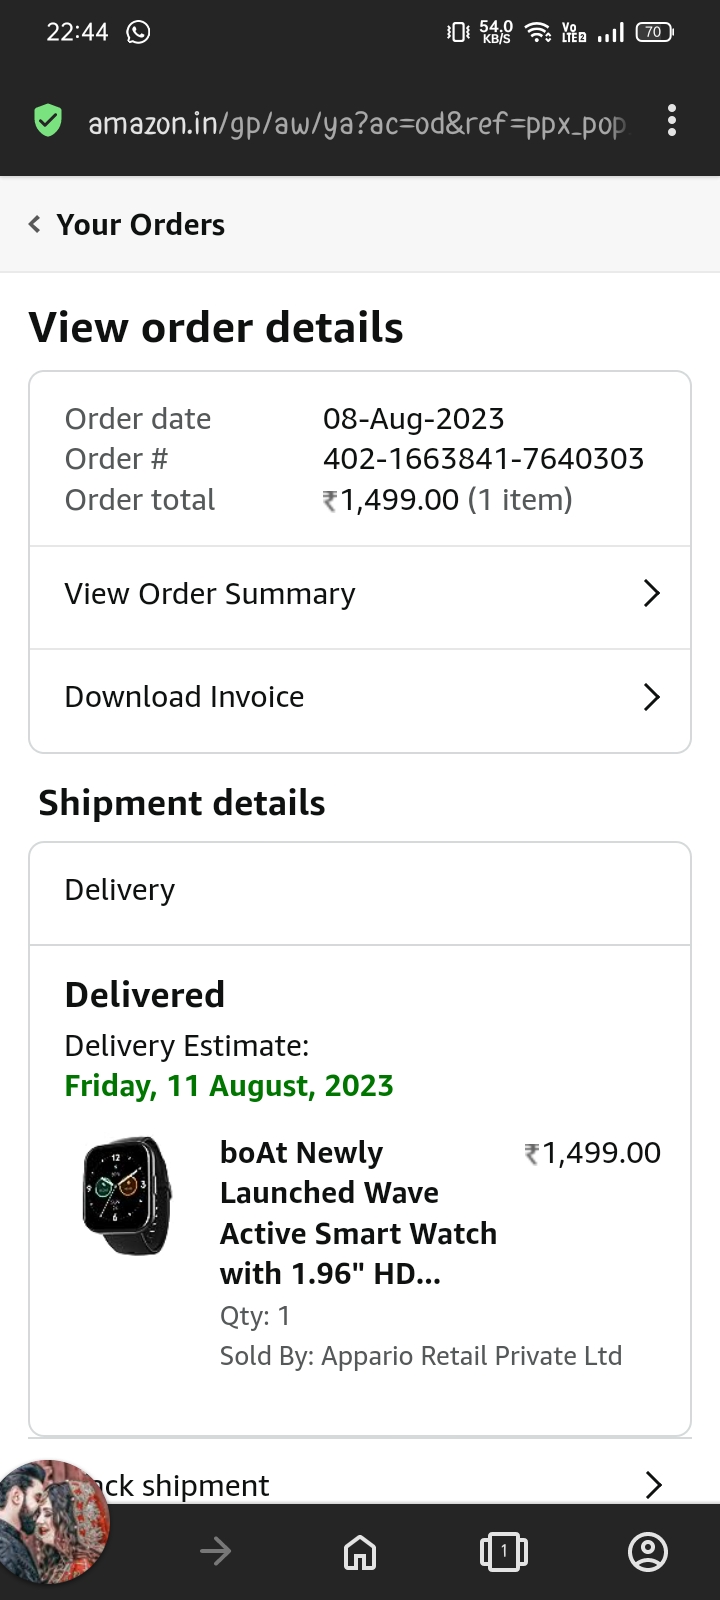 22:44
54.0 KB/S
Vo LTE 2
70
amazon.in/gp/aw/ya?ac=od&ref=ppx_pop
Your Orders
View order details
Order date 08-Aug-2023
Order # 402-1663841-7640303
Order total ₹1,499.00 (1 item)
View Order Summary
Download Invoice
Shipment details
Delivery
Delivered
Delivery Estimate:
Friday, 11 August, 2023
boAt Newly ₹1,499.00
Launched Wave
Active Smart Watch
with 1.96" HD...
Qty: 1
Sold By: Appario Retail Private Ltd
ack shipment
1